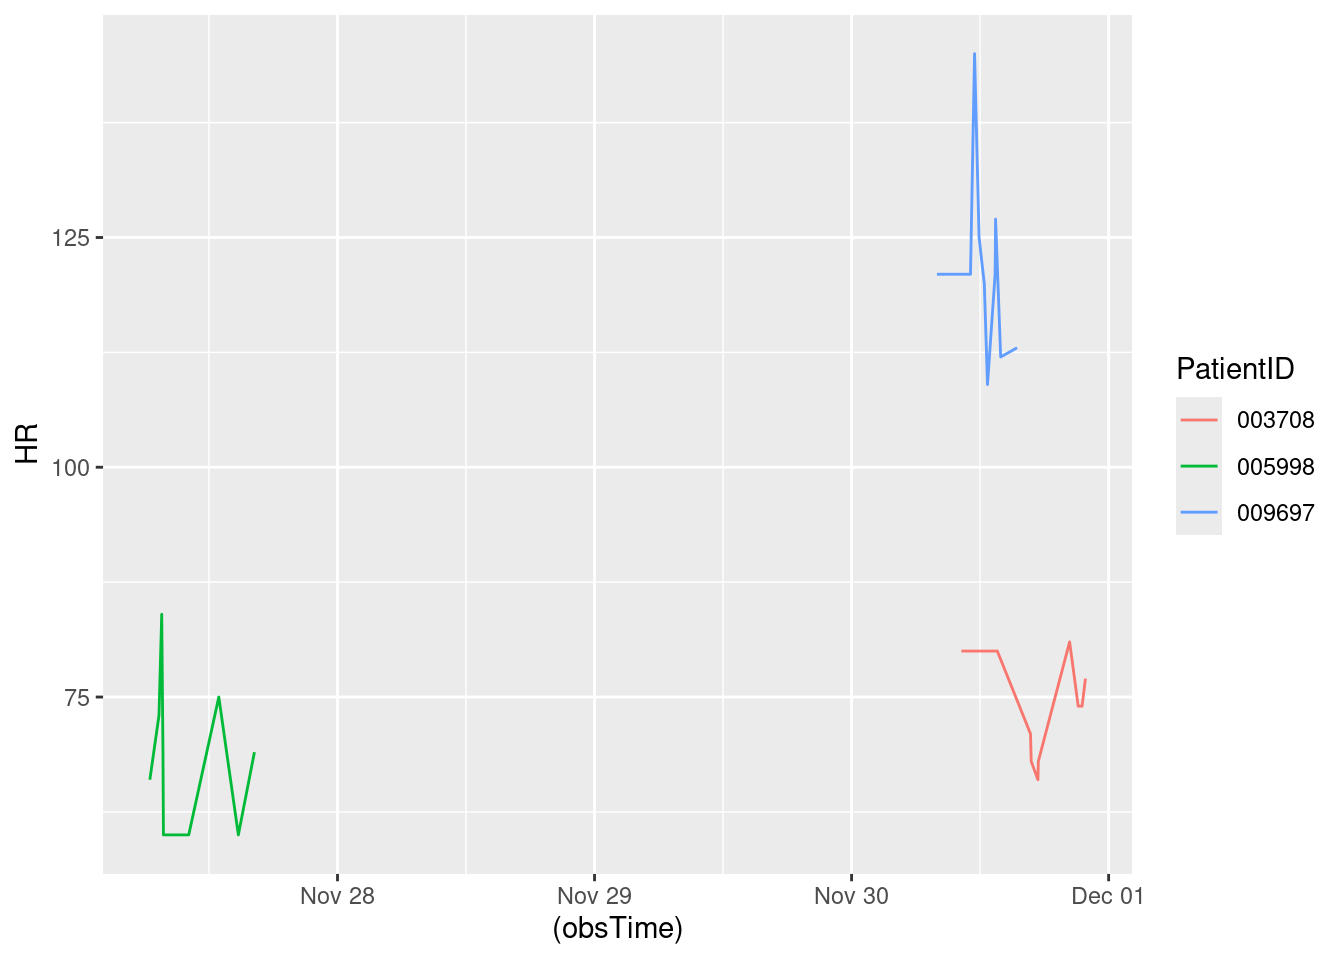 HR
125
100
75
Nov 28
Nov 29
Nov 30
Dec 01
(obsTime)
PatientID
003708
005998
009697